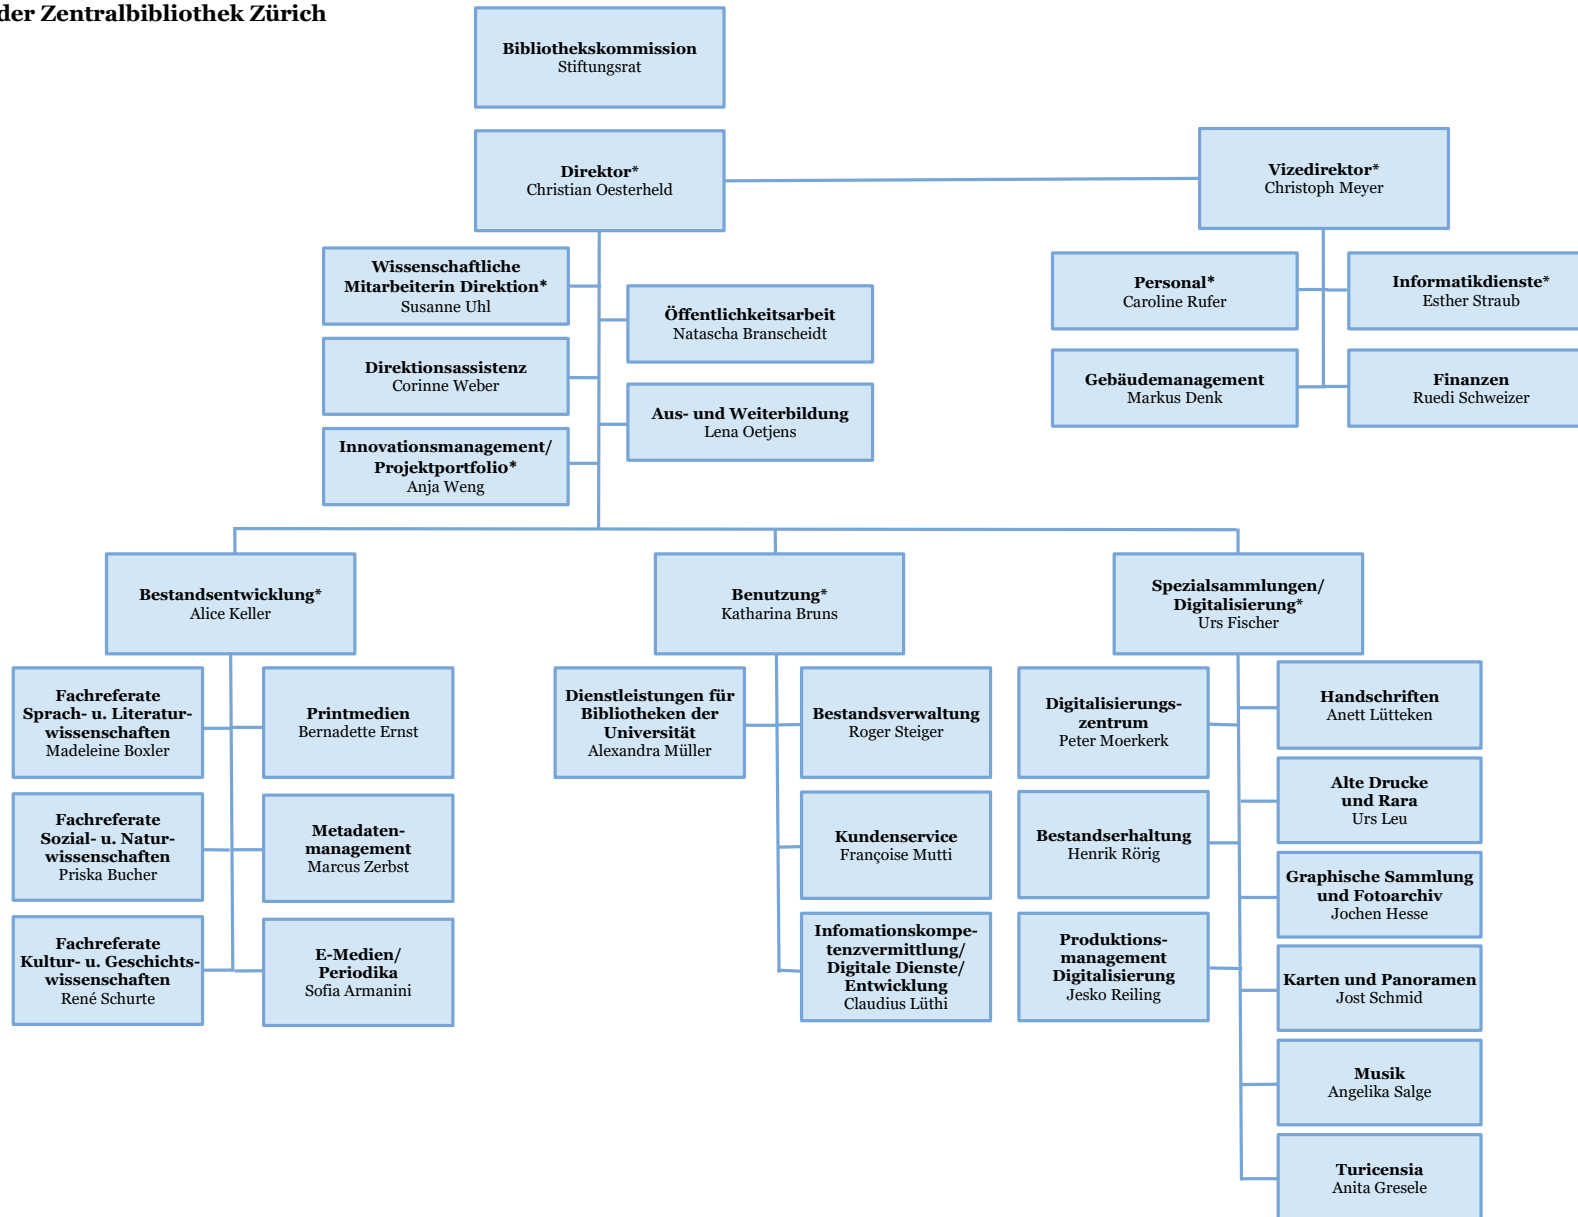 der Zentralbibliothek Zürich
Bibliothekskommission
Stiftungsrat
Direktor*
Christian Oesterheld
Vizedirektor*
Christoph Meyer
Wissenschaftliche
Mitarbeiterin Direktion*
Susanne Uhl
Öffentlichkeitsarbeit
Natascha Branscheidt
Direktionsassistenz
Corinne Weber
Aus- und Weiterbildung
Lena Oetjens
Innovationsmanagement/
Projektportfolio*
Anja Weng
Personal*
Caroline Rufer
Informatikdienste*
Esther Straub
Gebäudemanagement
Markus Denk
Finanzen
Ruedi Schweizer
Bestandsentwicklung*
Alice Keller
Benutzung*
Katharina Bruns
Spezialsammlungen/
Digitalisierung*
Urs Fischer
Fachreferate
Sprach- u. Literatur-
wissenschaften
Madeleine Boxler
Printmedien
Bernadette Ernst
Fachreferate
Sozial- u. Natur-
wissenschaften
Priska Bucher
Metadaten-
management
Marcus Zerbst
Fachreferate
Kultur- u. Geschichts-
wissenschaften
René Schurte
E-Medien/
Periodika
Sofia Armanini
Dienstleistungen für
Bibliotheken der
Universität
Alexandra Müller
Bestandsverwaltung
Roger Steiger
Kundenservice
Françoise Mutti
Infomationskompe-
tenzvermittlung/
Digitale Dienste/
Entwicklung
Claudius Lüthi
Digitalisierungs-
zentrum
Peter Moerkerk
Bestandserhaltung
Henrik Rörig
Produktions-
management
Digitalisierung
Jesko Reiling
Handschriften
Anett Lütteken
Alte Drucke
und Rara
Urs Leu
Graphische Sammlung
und Fotoarchiv
Jochen Hesse
Karten und Panoramen
Jost Schmid
Musik
Angelika Salge
Turicensia
Anita Gresele